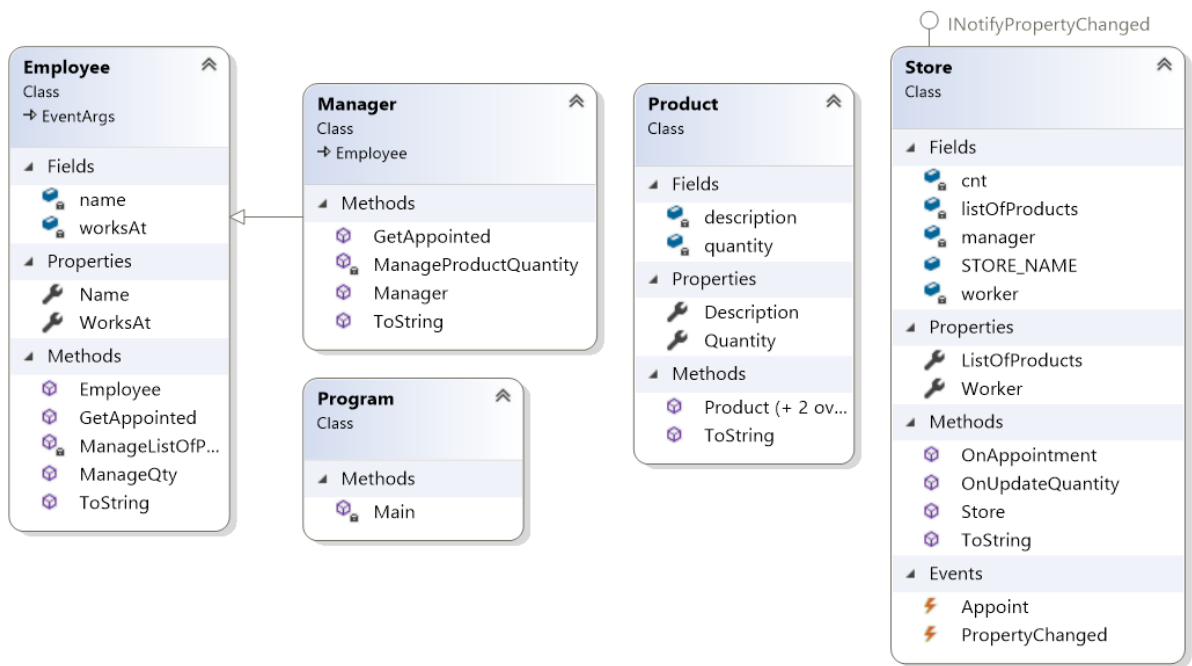 Employee
Class
EventArgs
Fields
name
worksAt
Properties
Name
WorksAt
Methods
Employee
GetAppointed
ManageListOfP...
ManageQty
ToString
Manager
Class
Employee
Methods
GetAppointed
ManageProductQuantity
Manager
ToString
Program
Class
Methods
Main
Product
Class
Fields
description
quantity
Properties
Description
Quantity
Methods
Product (+ 2 ov...
ToString
INotifyPropertyChanged
Store
Class
Fields
cnt
listOfProducts
manager
STORE_NAME
worker
Properties
ListOfProducts
Worker
Methods
OnAppointment
OnUpdateQuantity
Store
ToString
Events
Appoint
PropertyChanged